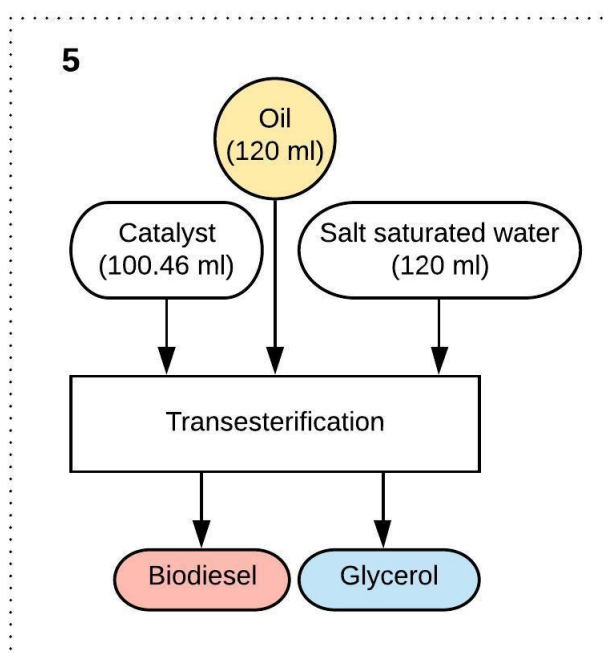 5
Oil
(120 ml)
Catalyst
(100.46 ml)
Salt saturated water
(120 ml)
Transesterification
Biodiesel
Glycerol